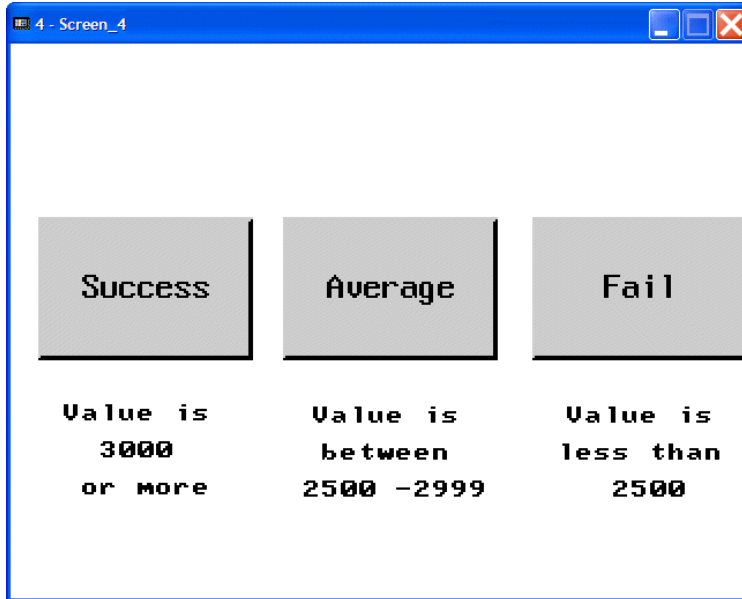 4 - Screen_4
Success
Average
Fail
Value is
3000
or more
Value is
between
2500 -2999
Value is
less than
2500